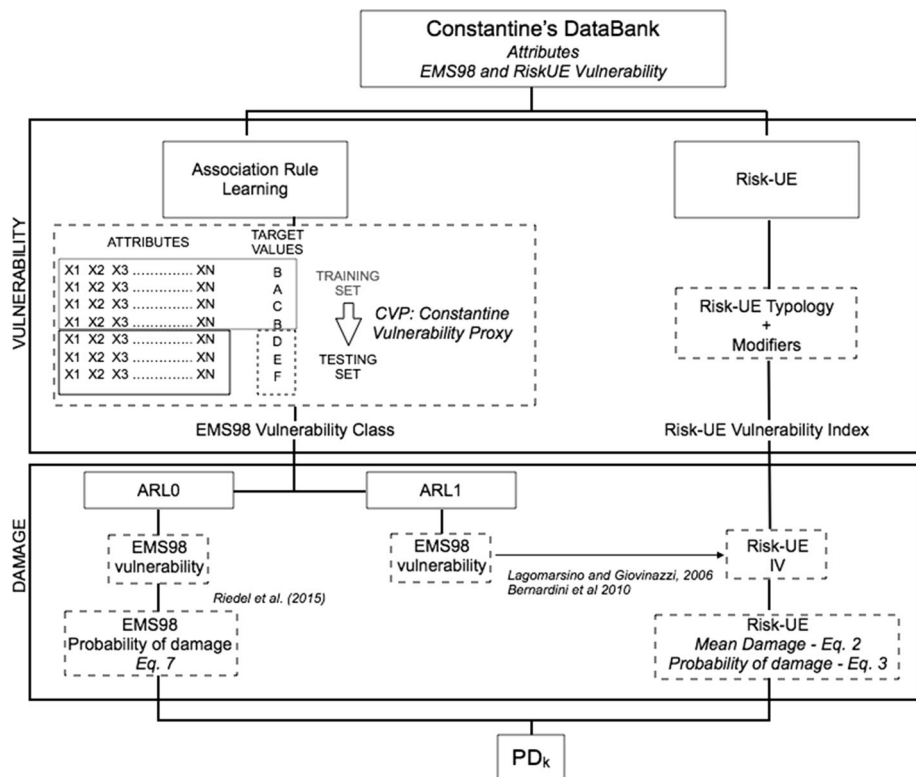 Constantine's DataBank
Attributes
EMS98 and RiskUE Vulnerability
VULNERABILITY
Association Rule
Learning
Risk-UE
ATTRIBUTES
TARGET
VALUES
X1 X2 X3 .............. XN B
X1 X2 X3 .............. XN A
X1 X2 X3 .............. XN C
X1 X2 X3 .............. XN B
X1 X2 X3 .............. XN D
X1 X2 X3 .............. XN E
X1 X2 X3 .............. XN F
TRAINING
SET
CVP: Constantine
Vulnerability Proxy
TESTING
SET
Risk-UE Typology
+
Modifiers
EMS98 Vulnerability Class
Risk-UE Vulnerability Index
DAMAGE
ARL0
ARL1
EMS98
vulnerability
EMS98
vulnerability
Risk-UE
IV
Lagomarsino and Giovinazzi, 2006
Bernardini et al 2010
Riedel et al. (2015)
EMS98
Probability of damage
Eq. 7
Risk-UE
Mean Damage - Eq. 2
Probability of damage - Eq. 3
PDk